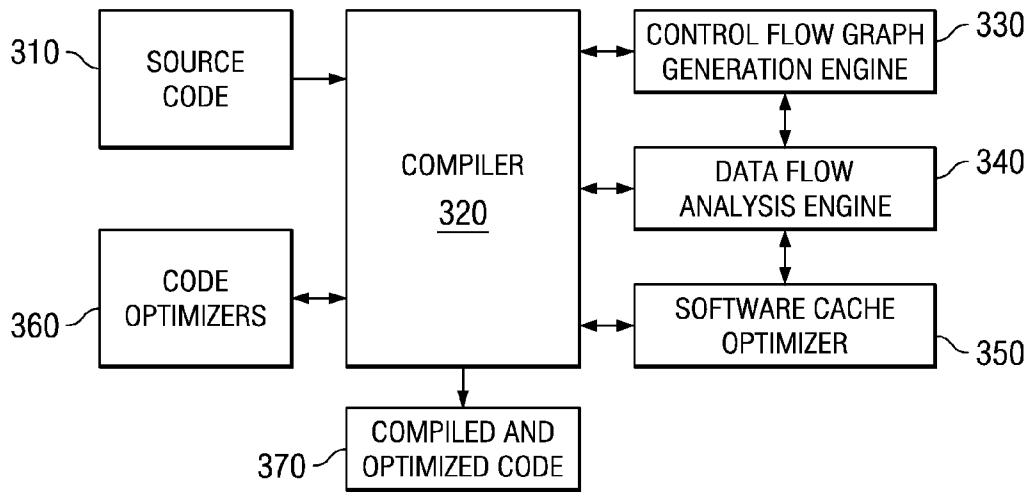 310
SOURCE
CODE
COMPILER
320
CONTROL FLOW GRAPH
GENERATION ENGINE
330
DATA FLOW
ANALYSIS ENGINE
340
CODE
OPTIMIZERS
360
SOFTWARE CACHE
OPTIMIZER
350
COMPILED AND
OPTIMIZED CODE
370